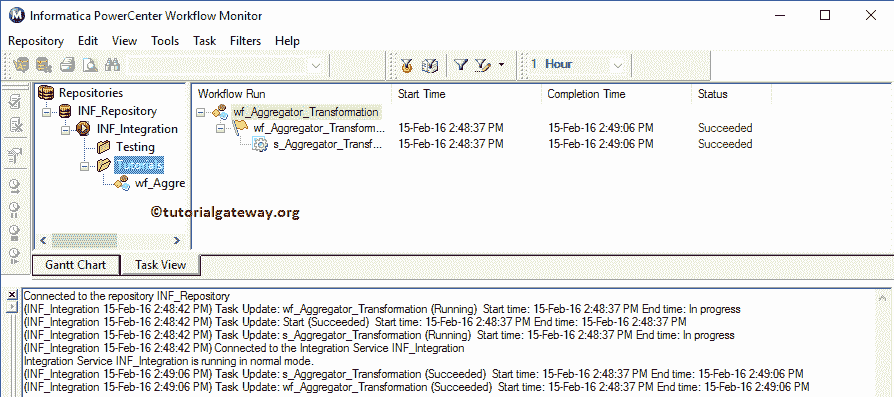 Informatica PowerCenter Workflow Monitor
Repository Edit View Tools Task Filters Help
1 Hour
Repositories
INF_Repository
INF_Integration
Testing
Tutorials
wf_Aggre
Workflow Run Start Time Completion Time Status
wf_Aggregator_Transformation
wf_Aggregator_Transform... 15-Feb-16 2:48:37 PM 15-Feb-16 2:49:06 PM Succeeded
s_Aggregator_Transf... 15-Feb-16 2:48:37 PM 15-Feb-16 2:49:06 PM Succeeded
©tutorialgateway.org
Gantt Chart Task View
Connected to the repository INF_Repository
(INF_Integration 15-Feb-16 2:48:42 PM) Task Update: wf_Aggregator_Transformation (Running) Start time: 15-Feb-16 2:48:37 PM End time: In progress
(INF_Integration 15-Feb-16 2:48:42 PM) Task Update: Start (Succeeded) Start time: 15-Feb-16 2:48:37 PM End time: 15-Feb-16 2:48:37 PM
(INF_Integration 15-Feb-16 2:48:42 PM) Task Update: s_Aggregator_Transformation (Running) Start time: 15-Feb-16 2:48:37 PM End time: In progress
(INF_Integration 15-Feb-16 2:48:42 PM) Connected to the Integration Service INF_Integration
Integration Service INF_Integration is running in normal mode.
(INF_Integration 15-Feb-16 2:49:06 PM) Task Update: s_Aggregator_Transformation (Succeeded) Start time: 15-Feb-16 2:48:37 PM End time: 15-Feb-16 2:49:06 PM
(INF_Integration 15-Feb-16 2:49:06 PM) Task Update: wf_Aggregator_Transformation (Succeeded) Start time: 15-Feb-16 2:48:37 PM End time: 15-Feb-16 2:49:06 PM